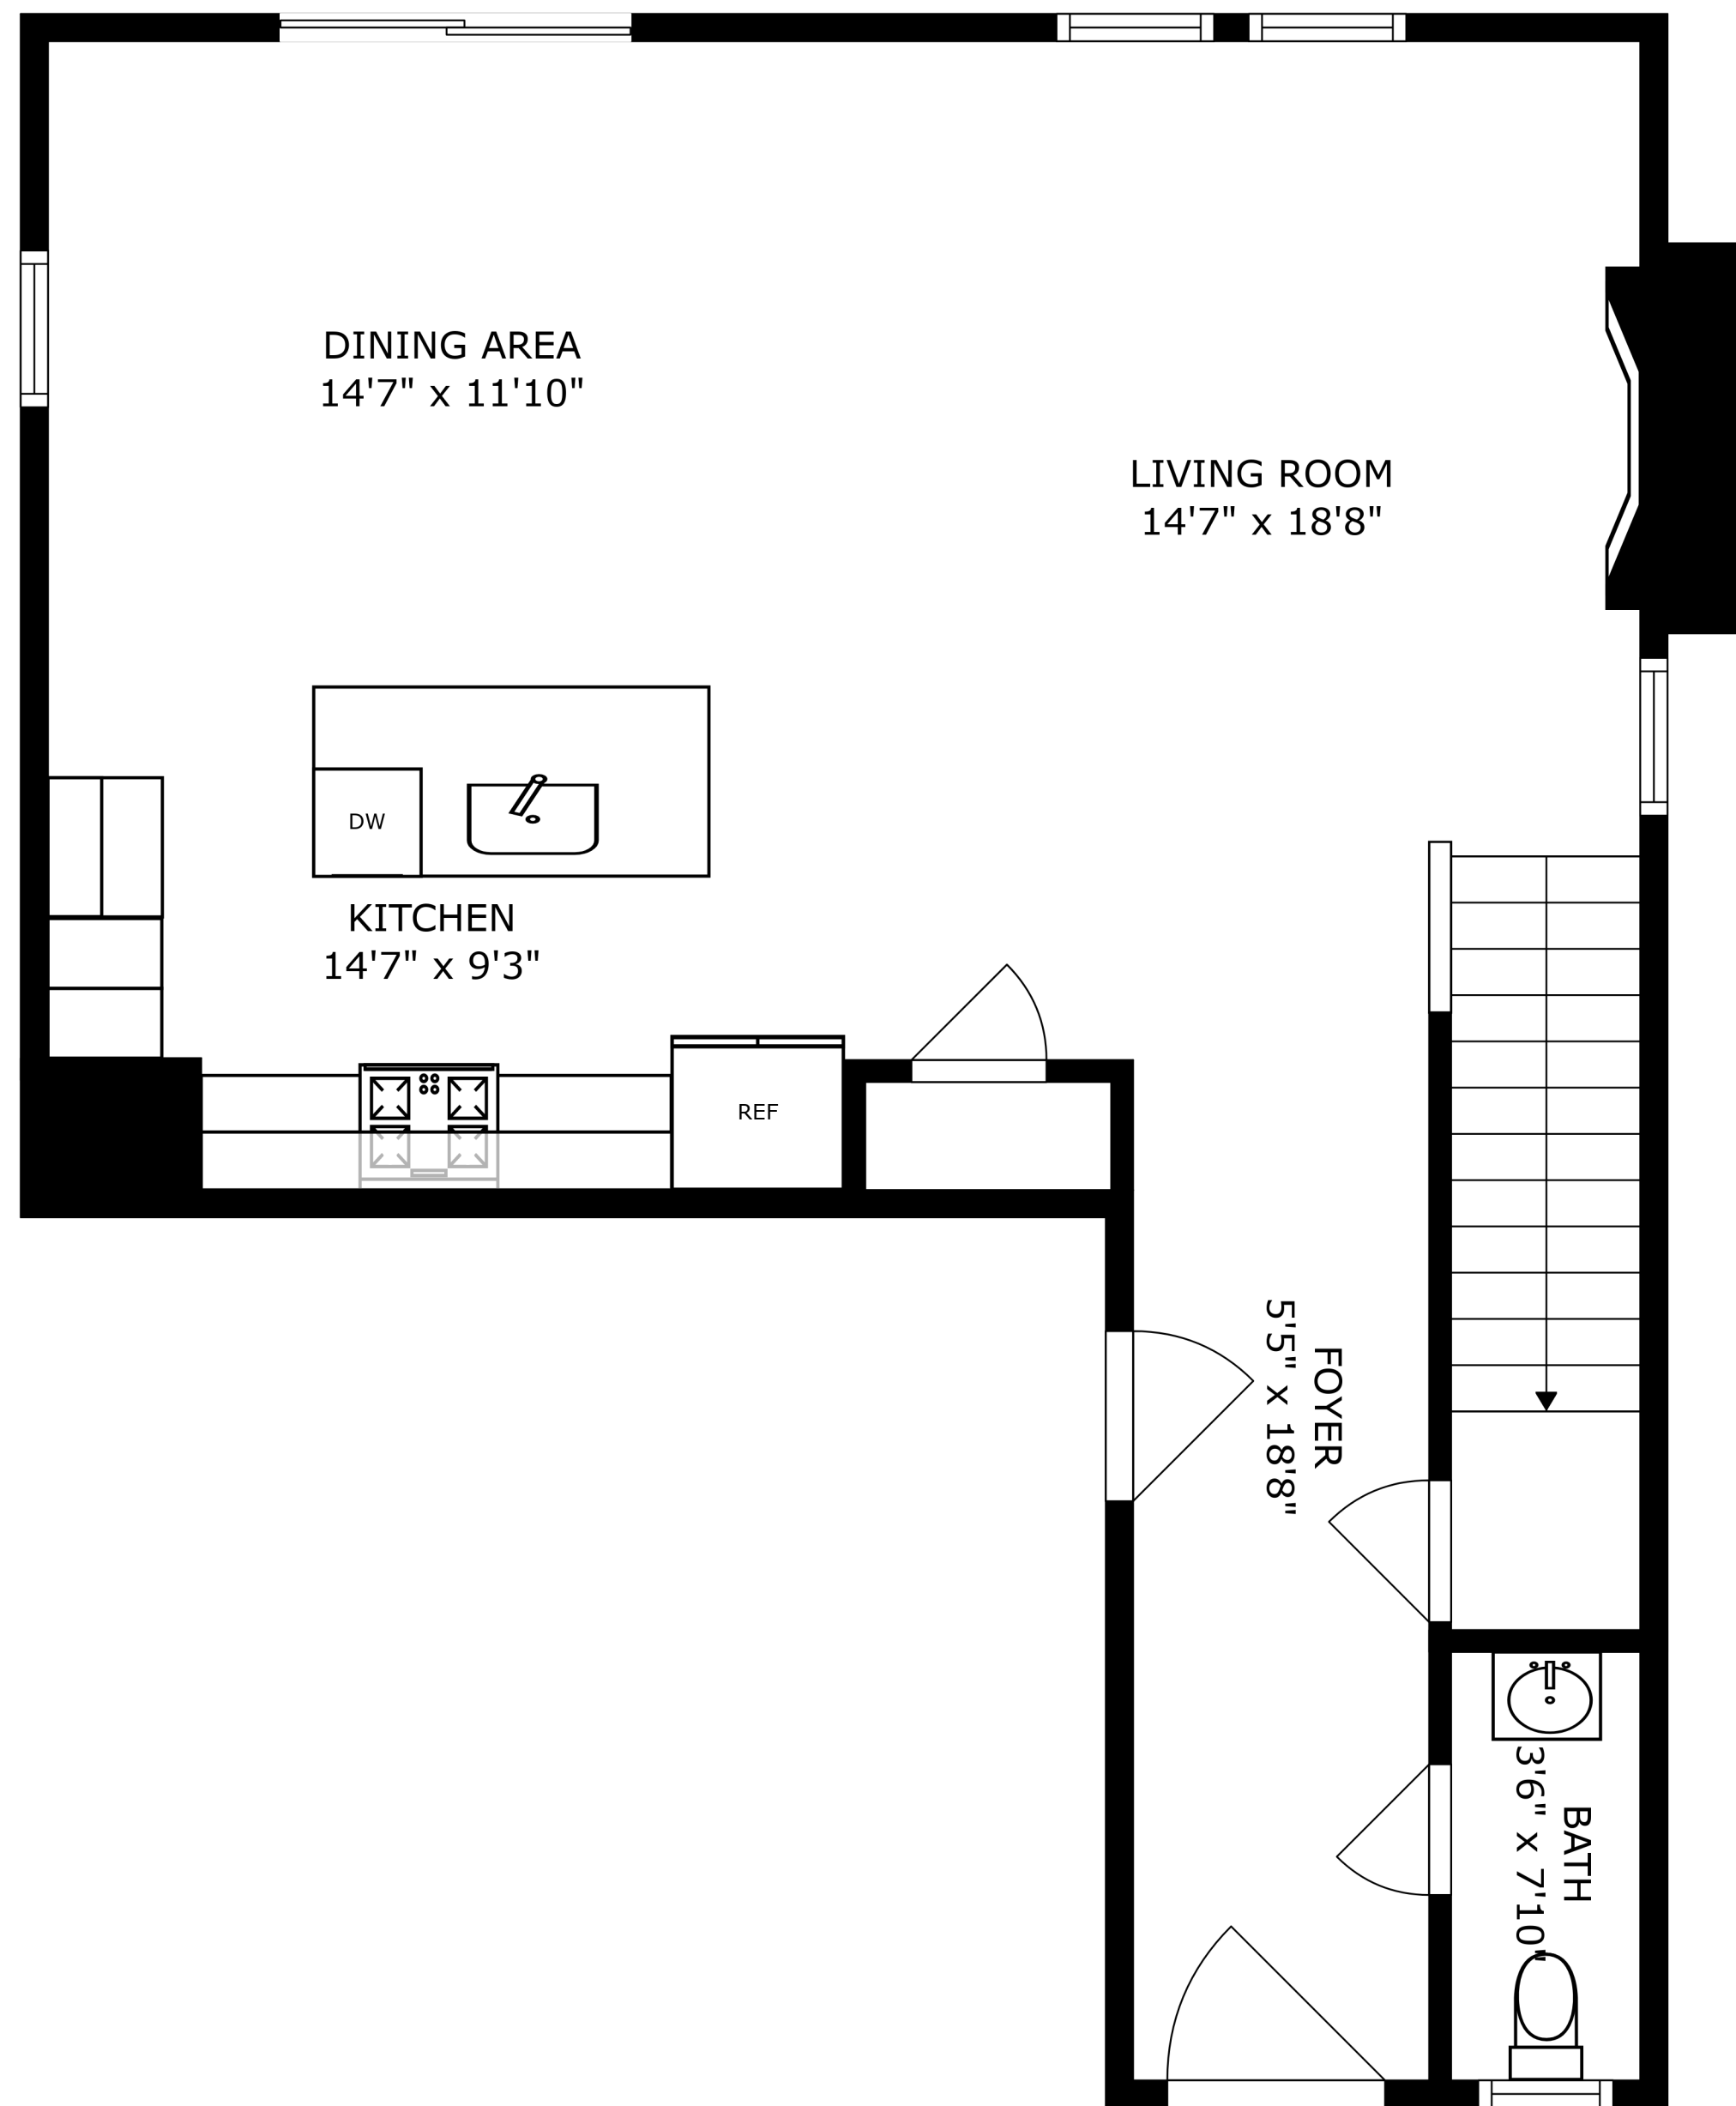 DINING AREA
14'7" x 11'10"
LIVING ROOM
14'7" x 18'8"
DW
KITCHEN
14'7" x 9'3"
REF
FOYER
5'5" x 18'8"
BATH
3'6" x 7'10"